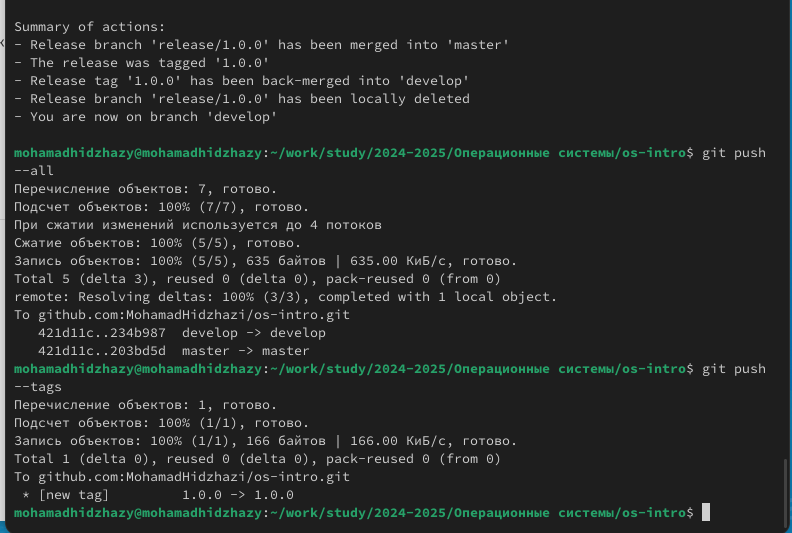 Summary of actions:
- Release branch 'release/1.0.0' has been merged into 'master'
- The release was tagged '1.0.0'
- Release tag '1.0.0' has been back-merged into 'develop'
- Release branch 'release/1.0.0' has been locally deleted
- You are now on branch 'develop'
mohamadhidzhazy@mohamadhidzhazy:~/work/study/2024-2025/Операционные системы/os-intro$ git push
--all
Перечисление объектов: 7, готово.
Подсчет объектов: 100% (7/7), готово.
При сжатии изменений используется до 4 потоков
Сжатие объектов: 100% (5/5), готово.
Запись объектов: 100% (5/5), 635 байтов | 635.00 КиБ/с, готово.
Total 5 (delta 3), reused 0 (delta 0), pack-reused 0 (from 0)
remote: Resolving deltas: 100% (3/3), completed with 1 local object.
To github.com:MohamadHidzhazi/os-intro.git
   421d11c..234b987  develop -> develop
   421d11c..203bd5d  master -> master
mohamadhidzhazy@mohamadhidzhazy:~/work/study/2024-2025/Операционные системы/os-intro$ git push
--tags
Перечисление объектов: 1, готово.
Подсчет объектов: 100% (1/1), готово.
Запись объектов: 100% (1/1), 166 байтов | 166.00 КиБ/с, готово.
Total 1 (delta 0), reused 0 (delta 0), pack-reused 0 (from 0)
To github.com:MohamadHidzhazi/os-intro.git
 * [new tag]         1.0.0 -> 1.0.0
mohamadhidzhazy@mohamadhidzhazy:~/work/study/2024-2025/Операционные системы/os-intro$